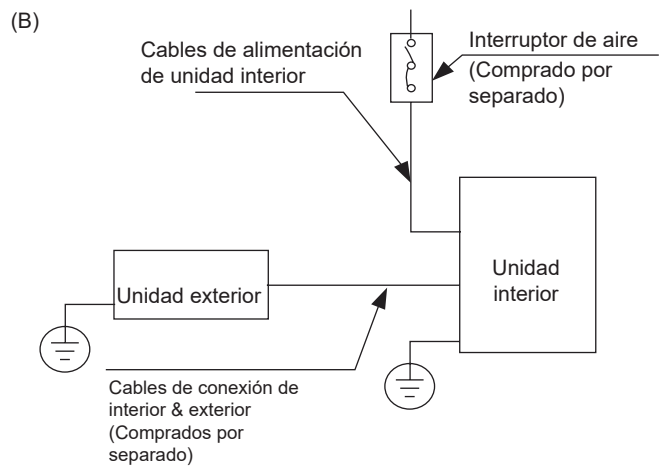 (B)
Cables de alimentación
de unidad interior
Interruptor de aire
(Comprado por
separado)
Unidad exterior
Unidad
interior
Cables de conexión de
interior & exterior
(Comprados por
separado)